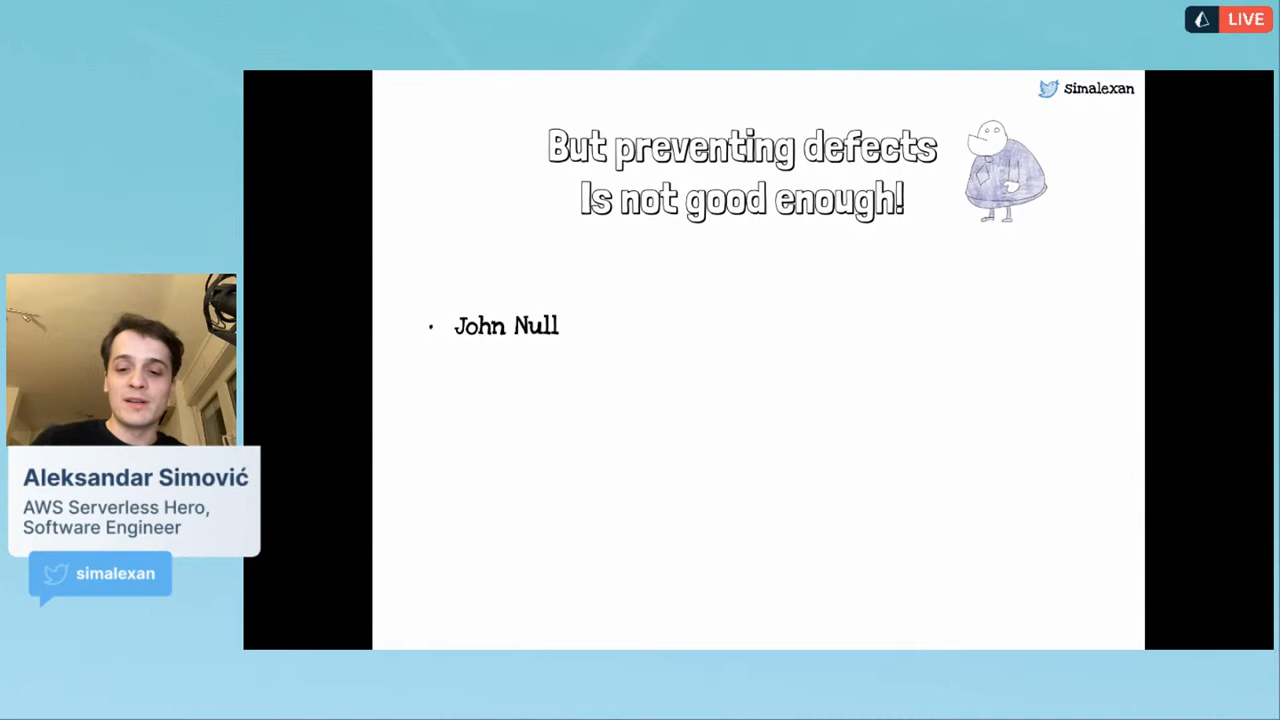 LIVE
simalexan
But preventing defects
Is not good enough!
· John Null
Aleksandar Simović
AWS Serverless Hero,
Software Engineer
simalexan